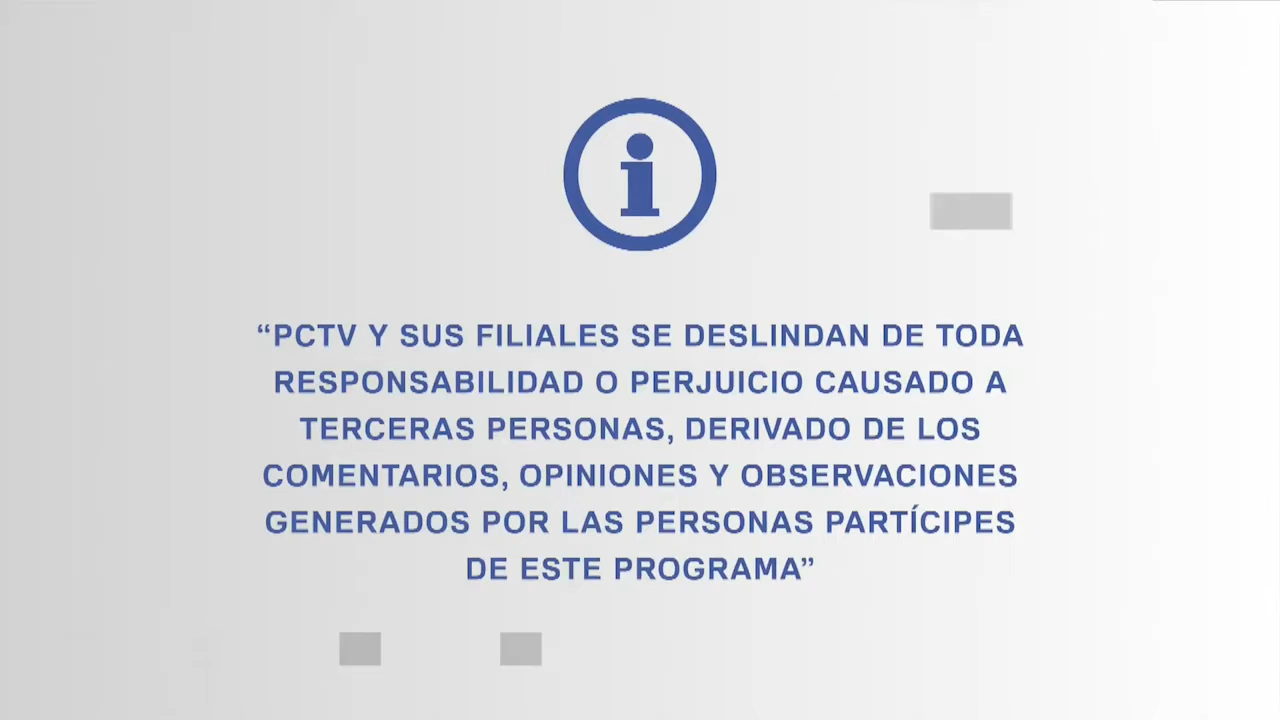 “PCTV Y SUS FILIALES SE DESLINDAN DE TODA
RESPONSABILIDAD O PERJUICIO CAUSADO A
TERCERAS PERSONAS, DERIVADO DE LOS
COMENTARIOS, OPINIONES Y OBSERVACIONES
GENERADOS POR LAS PERSONAS PARTÍCIPES
DE ESTE PROGRAMA”